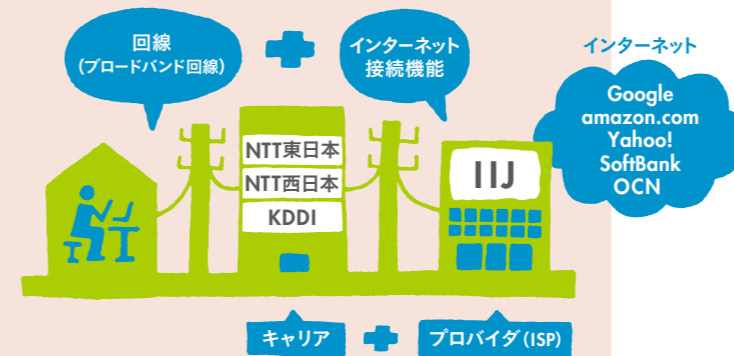 回線
(ブロードバンド回線)
インターネット
接続機能
インターネット
Google
amazon.com
Yahoo!
SoftBank
OCN
NTT東日本
NTT西日本
KDDI
IIJ
キャリア
プロバイダ(ISP)